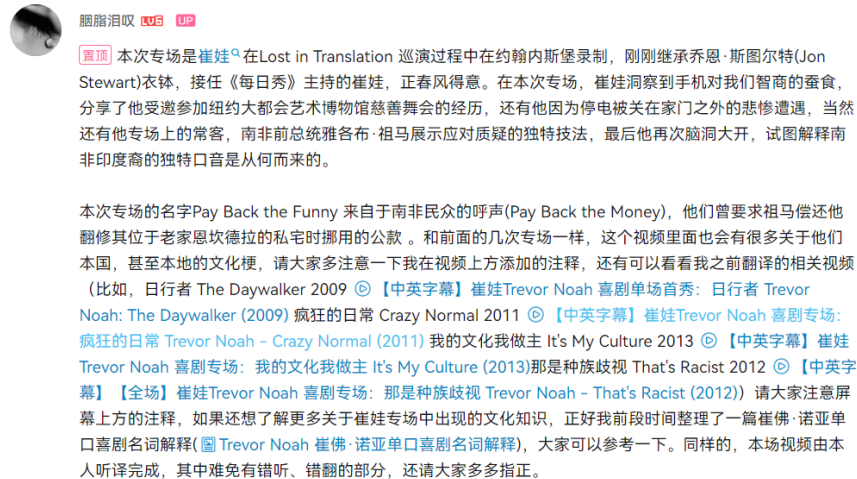 胭脂泪叹 LV5 UP
置顶 本次专场是崔娃在Lost in Translation 巡演过程中在约翰内斯堡录制，刚刚继承乔恩·斯图尔特(Jon
Stewart)衣钵，接任《每日秀》主持的崔娃，正春风得意。在本次专场，崔娃洞察到手机对我们智商的蚕食，
分享了他受邀参加纽约大都会艺术博物馆慈善舞会的经历，还有他因为停电被关在家门之外的悲惨遭遇，当然
还有他专场上的常客，南非前总统雅各布·祖马展示应对质疑的独特技法，最后他再次脑洞大开，试图解释南
非印度裔的独特口音是从何而来的。
本次专场的名字Pay Back the Funny 来自于南非民众的呼声(Pay Back the Money)，他们曾要求祖马偿还他
翻修其位于老家恩坎德拉的私宅时挪用的公款 。和前面的几次专场一样，这个视频里面也会有很多关于他们
本国，甚至本地的文化梗，请大家多注意一下我在视频上方添加的注释，还有可以看看我之前翻译的相关视频
（比如，日行者 The Daywalker 2009 【中英字幕】崔娃Trevor Noah 喜剧单场首秀：日行者 Trevor
Noah: The Daywalker (2009) 疯狂的日常 Crazy Normal 2011 【中英字幕】崔娃Trevor Noah 喜剧专场：
疯狂的日常 Trevor Noah - Crazy Normal (2011) 我的文化我做主 It's My Culture 2013 【中英字幕】崔娃
Trevor Noah 喜剧专场：我的文化我做主 It's My Culture (2013)那是种族歧视 That's Racist 2012 【中英字
幕】【全场】崔娃Trevor Noah 喜剧专场：那是种族歧视 Trevor Noah - That's Racist (2012)）请大家注意屏
幕上方的注释，如果还想了解更多关于崔娃专场中出现的文化知识，正好我前段时间整理了一篇崔佛·诺亚单
口喜剧名词解释(Trevor Noah 崔佛·诺亚单口喜剧名词解释)，大家可以参考一下。同样的，本场视频由本
人听译完成，其中难免有错听、错翻的部分，还请大家多多指正。